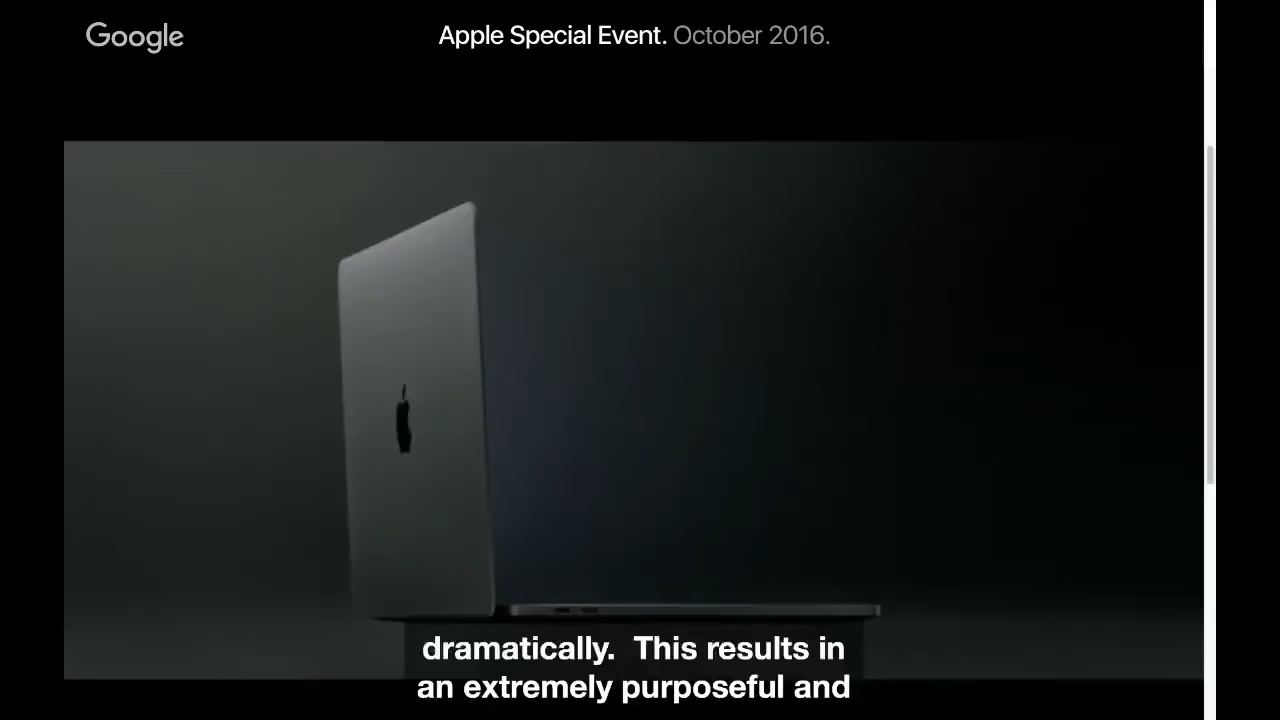 Google
Apple Special Event. October 2016.
dramatically.  This results in
an extremely purposeful and